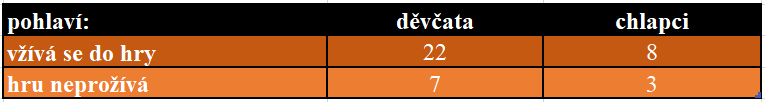 pohlaví: děvčata chlapci
vžívá se do hry 22 8
hru neprožívá 7 3